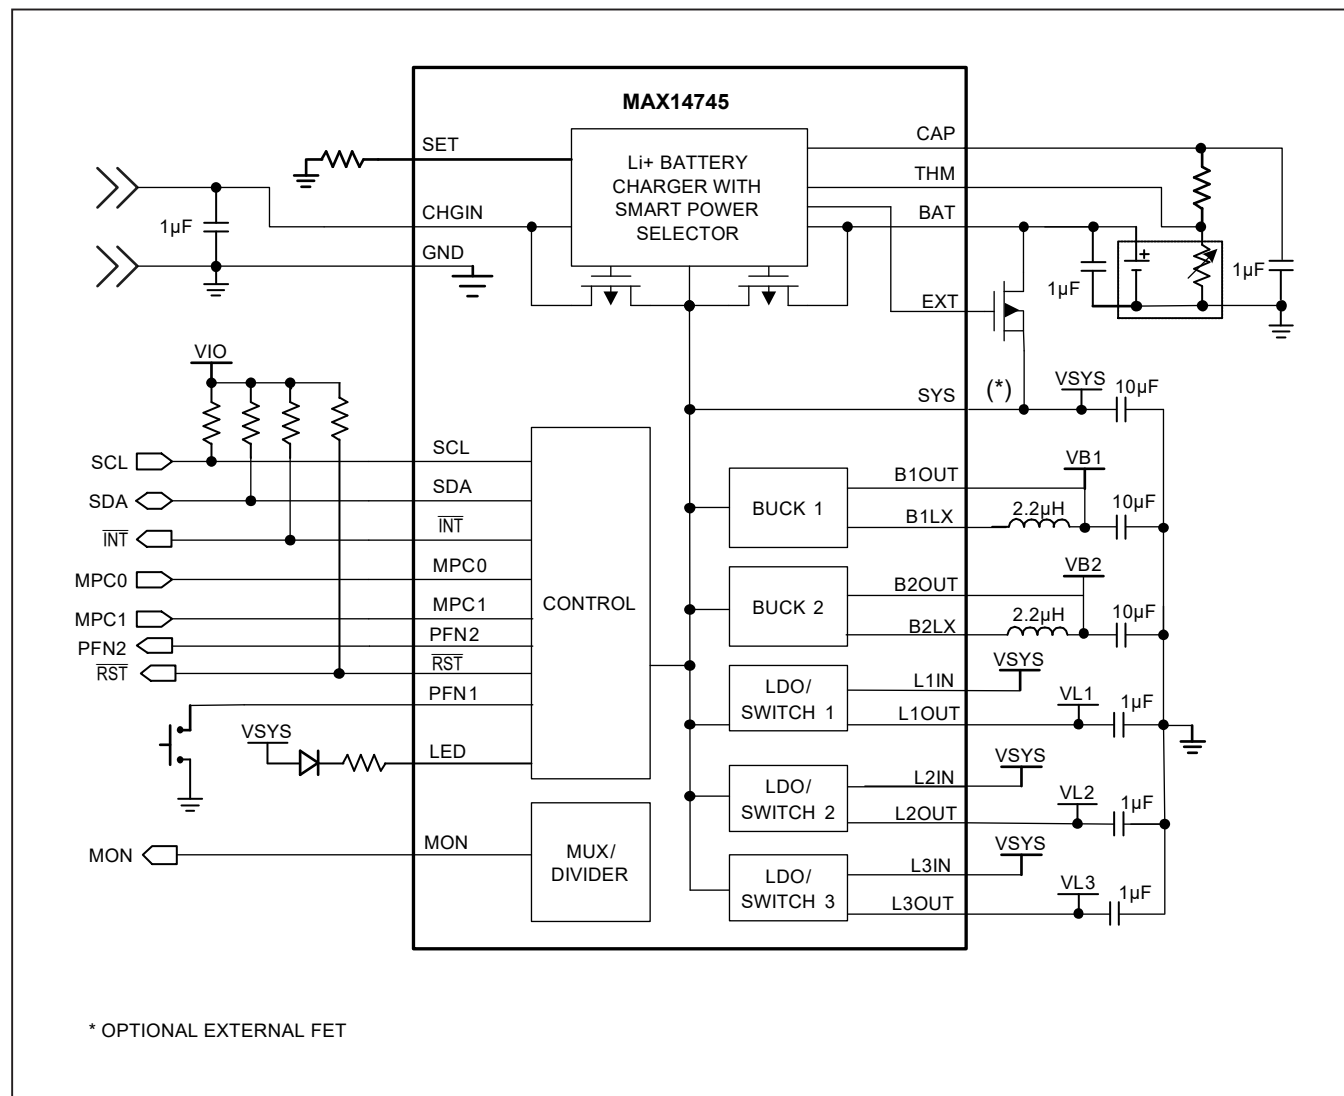 MAX14745
SET
CHGIN
GND
1µF
Li+ BATTERY
CHARGER WITH
SMART POWER
SELECTOR
CAP
THM
BAT
EXT
SYS
+
1µF
1µF
(*)
VSYS
10µF
VIO
SCL
SDA
INT
MPC0
MPC1
PFN2
RST
SCL
SDA
INT
MPC0
MPC1
PFN2
RST
PFN1
LED
VSYS
CONTROL
MON
MON
MUX/
DIVIDER
BUCK 1
B1OUT
B1LX
VB1
2.2µH
10µF
BUCK 2
B2OUT
B2LX
VB2
2.2µH
10µF
LDO/
SWITCH 1
L1IN
L1OUT
VSYS
VL1
1µF
LDO/
SWITCH 2
L2IN
L2OUT
VSYS
VL2
1µF
LDO/
SWITCH 3
L3IN
L3OUT
VSYS
VL3
1µF
* OPTIONAL EXTERNAL FET